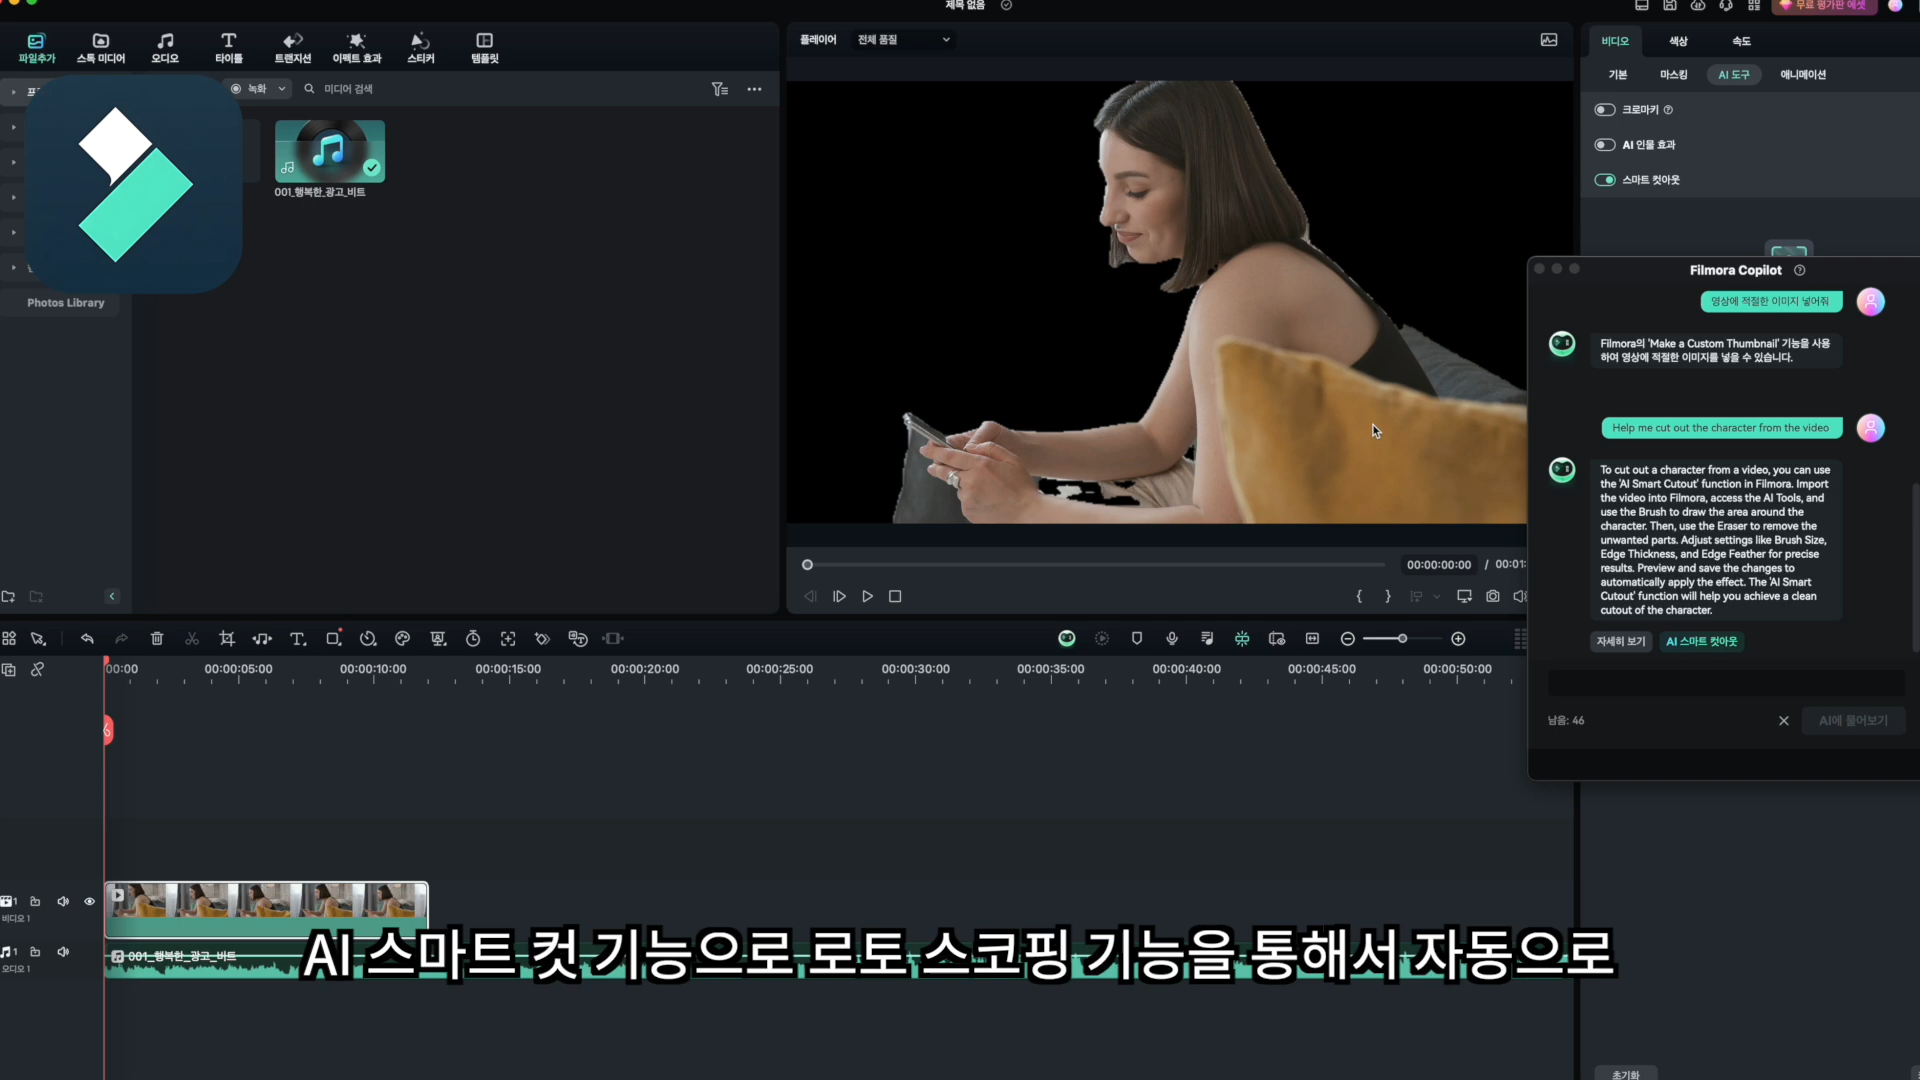 제목 없음
무료 평가판 에셋
파일추가
스톡 미디어
오디오
타이틀
트랜지션
이펙트 효과
스티커
템플릿
녹화
미디어 검색
001_행복한_광고_비트
Photos Library
플레이어
전체 품질
00:00:00:00 / 00:01:
비디오
색상
속도
기본
마스킹
AI 도구
애니메이션
크로마키
AI 인물 효과
스마트 컷아웃
Filmora Copilot
영상에 적절한 이미지 넣어줘
Filmora의 'Make a Custom Thumbnail' 기능을 사용
하여 영상에 적절한 이미지를 넣을 수 있습니다.
Help me cut out the character from the video
To cut out a character from a video, you can use
the 'AI Smart Cutout' function in Filmora. Import
the video into Filmora, access the AI Tools, and
use the Brush to draw the area around the
character. Then, use the Eraser to remove the
unwanted parts. Adjust settings like Brush Size,
Edge Thickness, and Edge Feather for precise
results. Preview and save the changes to
automatically apply the effect. The 'AI Smart
Cutout' function will help you achieve a clean
cutout of the character.
자세히 보기
AI 스마트 컷아웃
남음: 46
AI에 물어보기
00:00
00:00:05:00
00:00:10:00
00:00:15:00
00:00:20:00
00:00:25:00
00:00:30:00
00:00:35:00
00:00:40:00
00:00:45:00
00:00:50:00
1
비디오 1
1
오디오 1
001_행복한_광고_비트
AI 스마트 컷 기능으로 로토 스코핑 기능을 통해서 자동으로
초기화